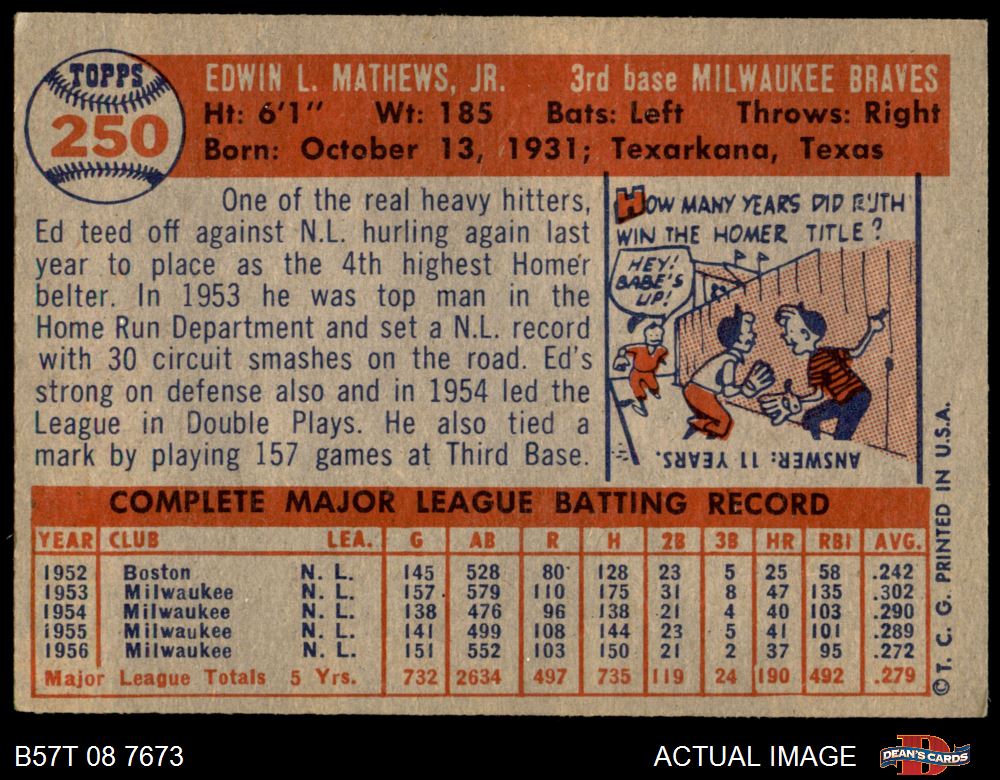 TOPPS
250
EDWIN L. MATHEWS, JR. 3rd base MILWAUKEE BRAVES
Ht: 6'1" Wt: 185 Bats: Left Throws: Right
Born: October 13, 1931; Texarkana, Texas
One of the real heavy hitters,
Ed teed off against N.L. hurling again last
year to place as the 4th highest Homer
belter. In 1953 he was top man in the
Home Run Department and set a N.L. record
with 30 circuit smashes on the road. Ed's
strong on defense also and in 1954 led the
League in Double Plays. He also tied a
mark by playing 157 games at Third Base.
HOW MANY YEARS DID RUTH
WIN THE HOMER TITLE?
HEY!
BABE'S
UP!
ANSWER: 11 YEARS.
COMPLETE MAJOR LEAGUE BATTING RECORD
YEAR CLUB LEA. G AB R H 2B 3B HR RBI AVG.
1952 Boston N. L. 145 528 80 128 23 5 25 58 .242
1953 Milwaukee N. L. 157 579 110 175 31 8 47 135 .302
1954 Milwaukee N. L. 138 476 96 138 21 4 40 103 .290
1955 Milwaukee N. L. 141 499 108 144 23 5 41 101 .289
1956 Milwaukee N. L. 151 552 103 150 21 2 37 95 .272
Major League Totals 5 Yrs. 732 2634 497 735 119 24 190 492 .279
© T. C. G. PRINTED IN U.S.A.
B57T 08 7673
ACTUAL IMAGE
DEAN'S CARDS